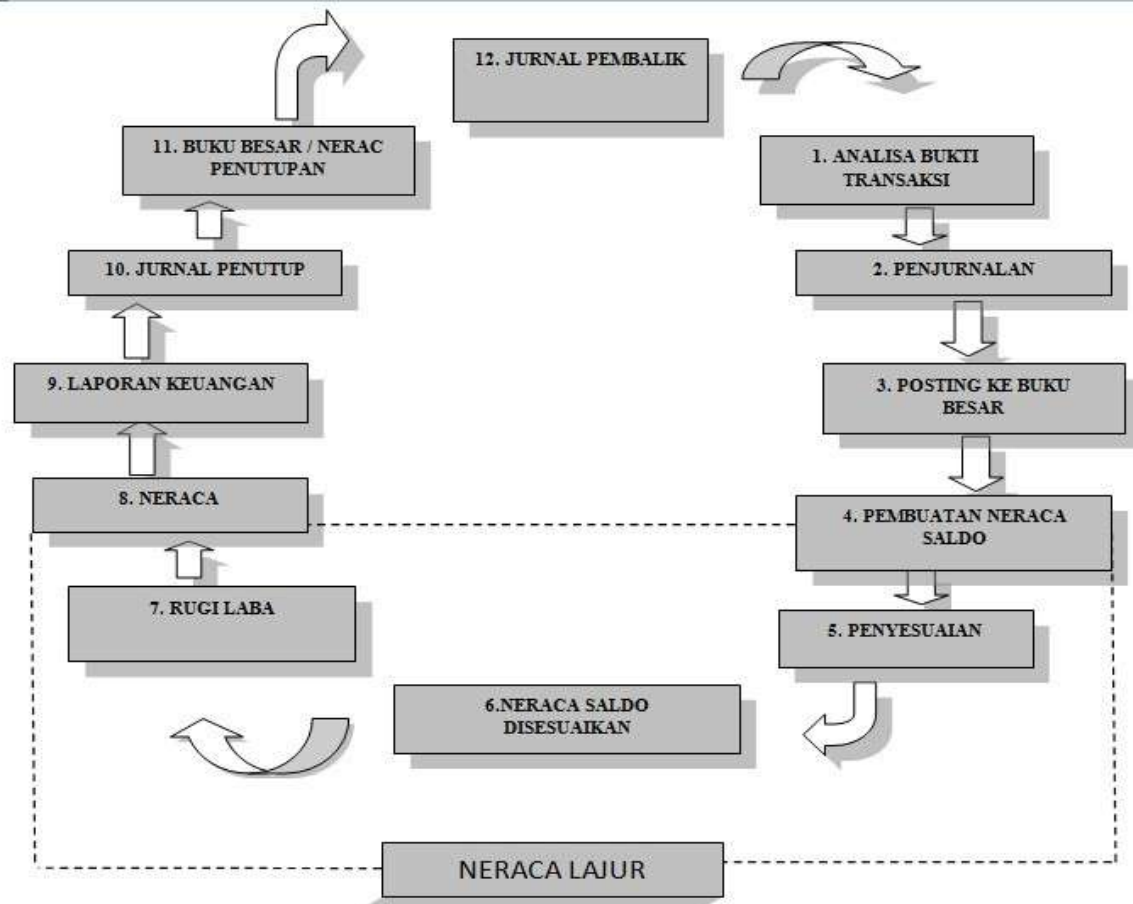 12. JURNAL PEMBALIK
1. ANALISA BUKTI
TRANSAKSI
2. PENJURNALAN
3. POSTING KE BUKU
BESAR
4. PEMBUATAN NERACA
SALDO
5. PENYESUAIAN
6.NERACA SALDO
DISESUAIKAN
7. RUGI LABA
8. NERACA
9. LAPORAN KEUANGAN
10. JURNAL PENUTUP
11. BUKU BESAR / NERAC
PENUTUPAN
NERACA LAJUR